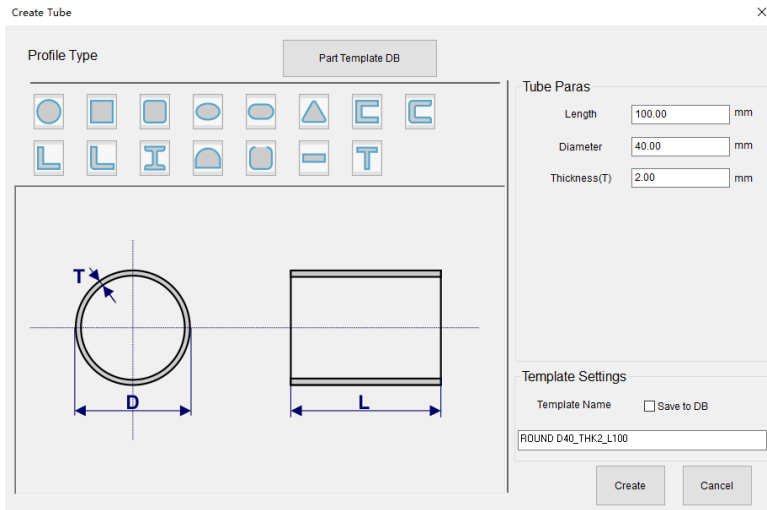 Create Tube
Profile Type
Part Template DB
Tube Paras
Length 100.00 mm
Diameter 40.00 mm
Thickness(T) 2.00 mm
T
D
L
Template Settings
Template Name Save to DB
ROUND D40_THK2_L100
Create Cancel